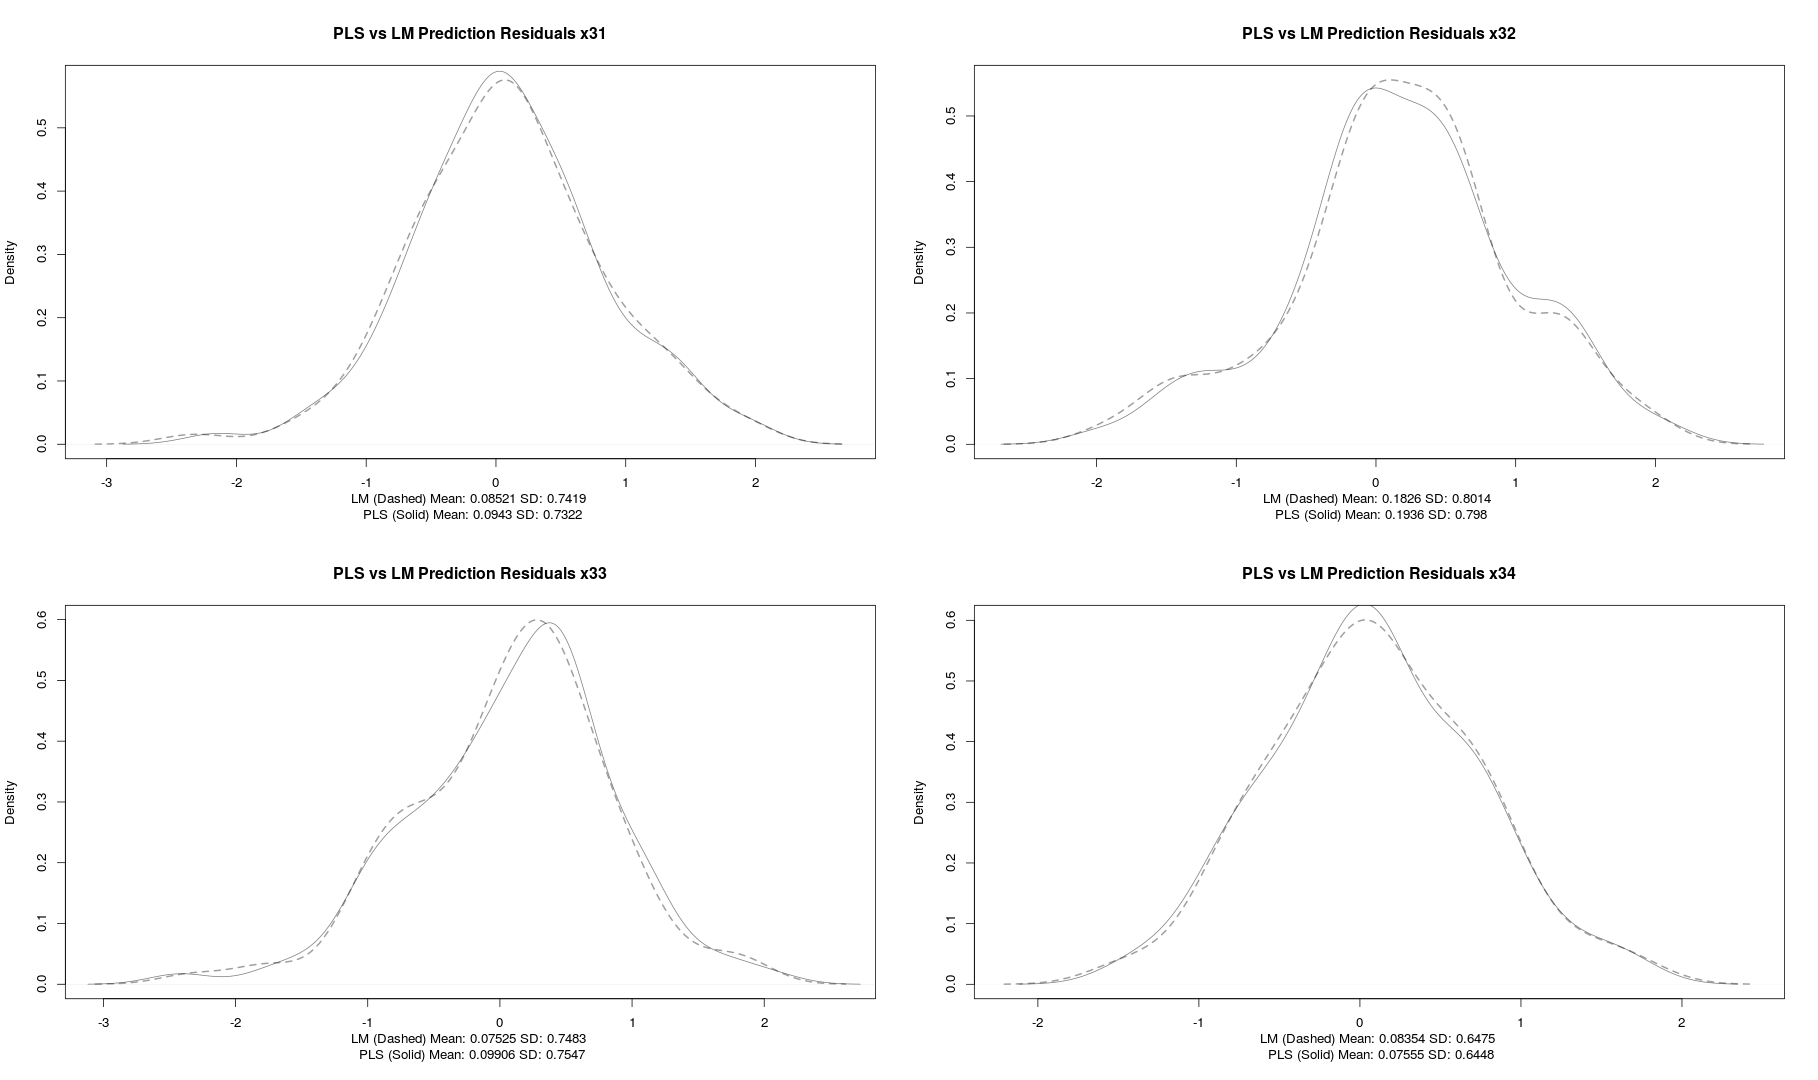 PLS vs LM Prediction Residuals x31
Density
0.0 0.1 0.2 0.3 0.4 0.5
-3 -2 -1 0 1 2
LM (Dashed) Mean: 0.08521 SD: 0.7419
PLS (Solid) Mean: 0.0943 SD: 0.7322
PLS vs LM Prediction Residuals x32
Density
0.0 0.1 0.2 0.3 0.4 0.5
-2 -1 0 1 2
LM (Dashed) Mean: 0.1826 SD: 0.8014
PLS (Solid) Mean: 0.1936 SD: 0.798
PLS vs LM Prediction Residuals x33
Density
0.0 0.1 0.2 0.3 0.4 0.5 0.6
-3 -2 -1 0 1 2
LM (Dashed) Mean: 0.07525 SD: 0.7483
PLS (Solid) Mean: 0.09906 SD: 0.7547
PLS vs LM Prediction Residuals x34
Density
0.0 0.1 0.2 0.3 0.4 0.5 0.6
-2 -1 0 1 2
LM (Dashed) Mean: 0.08354 SD: 0.6475
PLS (Solid) Mean: 0.07555 SD: 0.6448